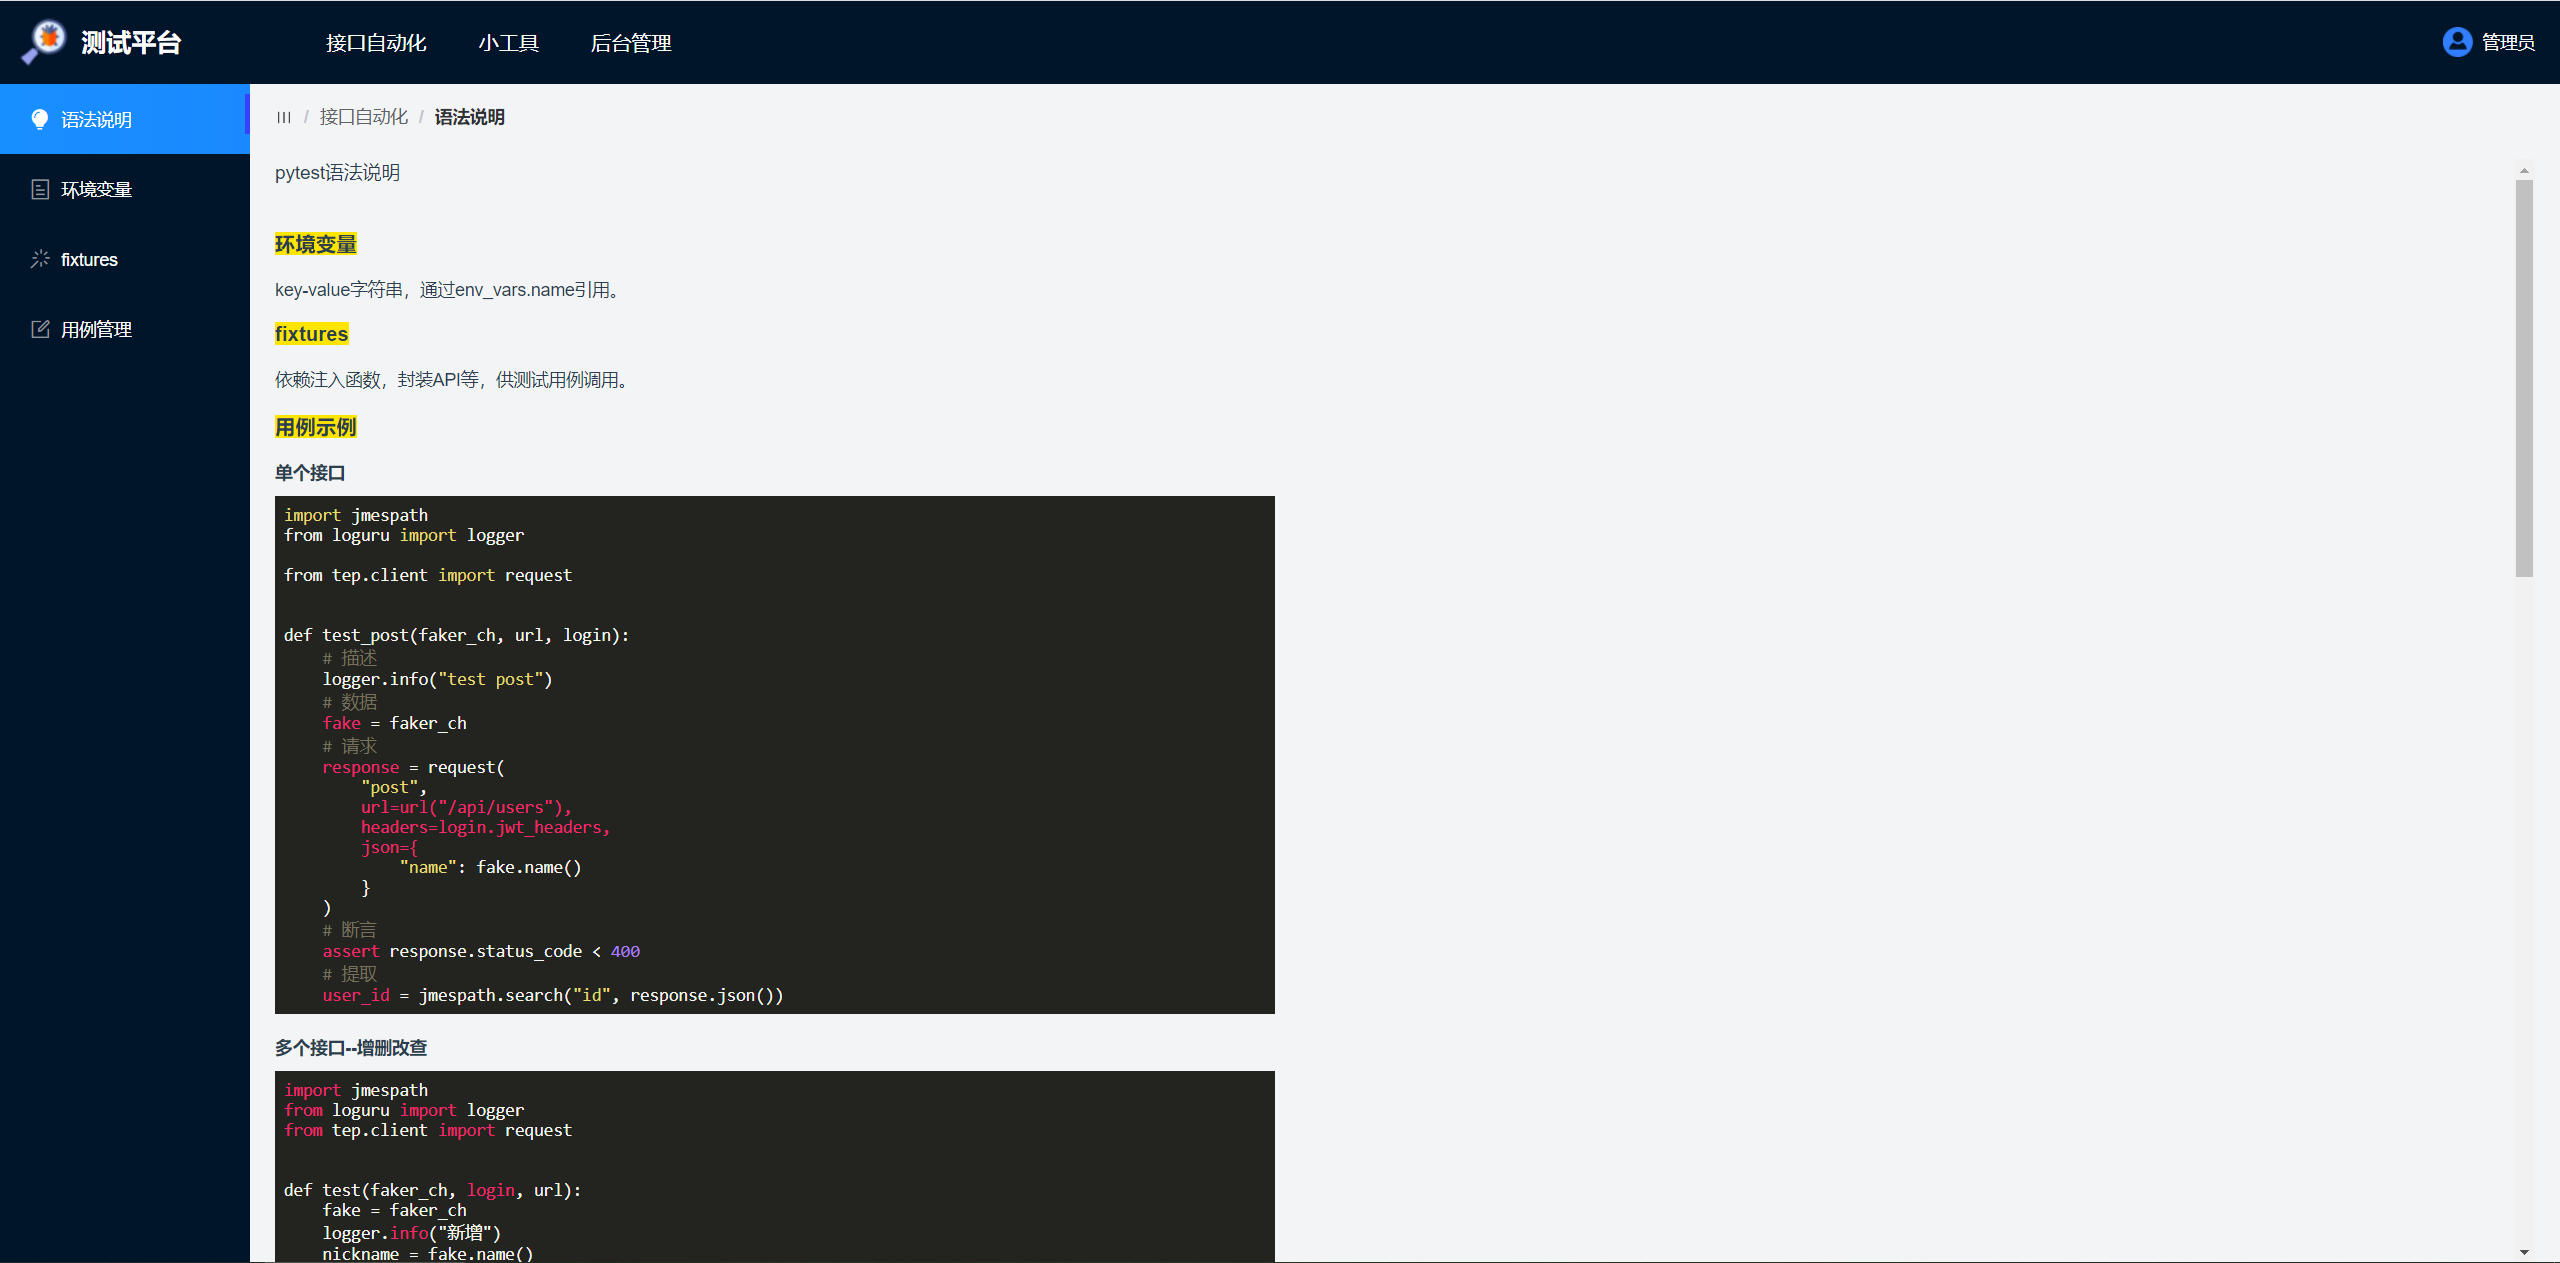 测试平台
接口自动化
小工具
后台管理
管理员
语法说明
环境变量
fixtures
用例管理
/ 接口自动化 / 语法说明
pytest语法说明
环境变量
key-value字符串，通过env_vars.name引用。
fixtures
依赖注入函数，封装API等，供测试用例调用。
用例示例
单个接口
import jmespath
from loguru import logger
from tep.client import request
def test_post(faker_ch, url, login):
    # 描述
    logger.info("test post")
    # 数据
    fake = faker_ch
    # 请求
    response = request(
        "post",
        url=url("/api/users"),
        headers=login.jwt_headers,
        json={
            "name": fake.name()
        }
    )
    # 断言
    assert response.status_code < 400
    # 提取
    user_id = jmespath.search("id", response.json())
多个接口--增删改查
import jmespath
from loguru import logger
from tep.client import request
def test(faker_ch, login, url):
    fake = faker_ch
    logger.info("新增")
    nickname = fake.name()